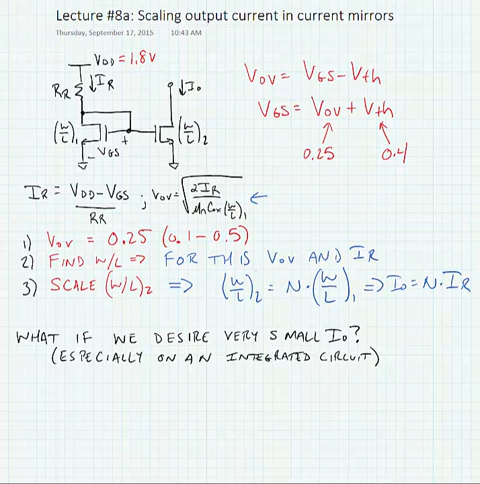 Lecture #8a: Scaling output current in current mirrors
Thursday, September 17, 2015 10:43 AM
VDD = 1.8V
RR ↓IR ↓Io
(W/L)1 - VGS + (W/L)2
VOV = VGS - Vth
VGS = VOV + Vth
0.25 0.4
IR = (VDD - VGS)/RR ; VOV = √(2IR/(μnCox(W/L)1)) ←
1) VOV = 0.25 (0.1 - 0.5)
2) FIND W/L => FOR THIS VOV AND IR
3) SCALE (W/L)2 => (W/L)2 = N·(W/L)1 => Io = N·IR
WHAT IF WE DESIRE VERY SMALL Io?
(ESPECIALLY ON AN INTEGRATED CIRCUIT)